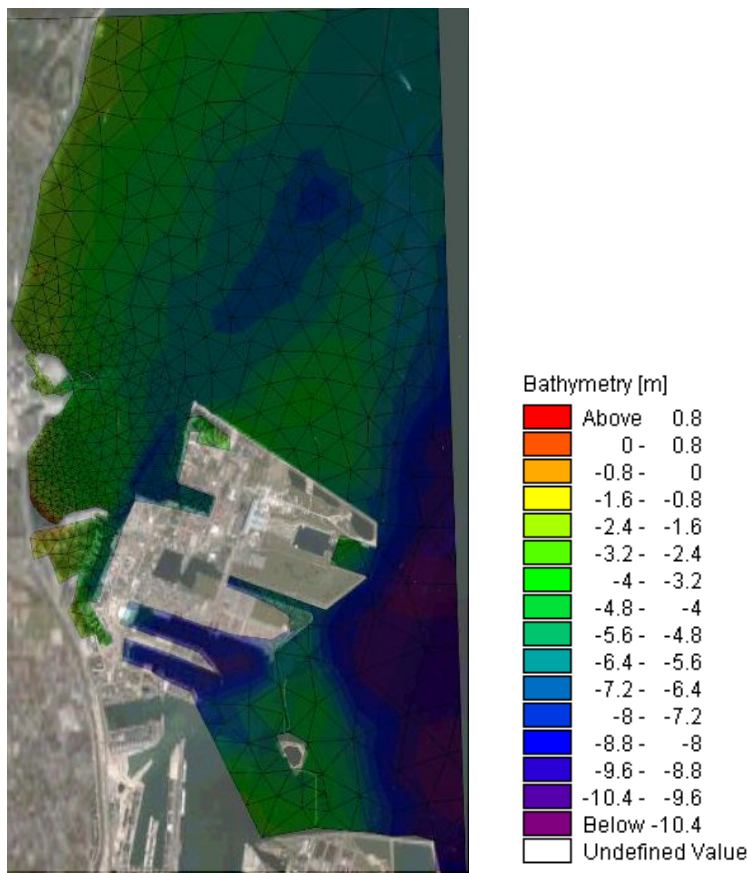 Bathymetry [m]
Above 0.8
0 - 0.8
-0.8 - 0
-1.6 - -0.8
-2.4 - -1.6
-3.2 - -2.4
-4 - -3.2
-4.8 - -4
-5.6 - -4.8
-6.4 - -5.6
-7.2 - -6.4
-8 - -7.2
-8.8 - -8
-9.6 - -8.8
-10.4 - -9.6
Below -10.4
Undefined Value